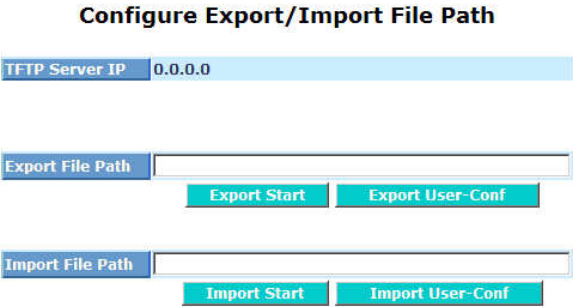 Configure Export/Import File Path
TFTP Server IP 0.0.0.0
Export File Path
Export Start Export User-Conf
Import File Path
Import Start Import User-Conf